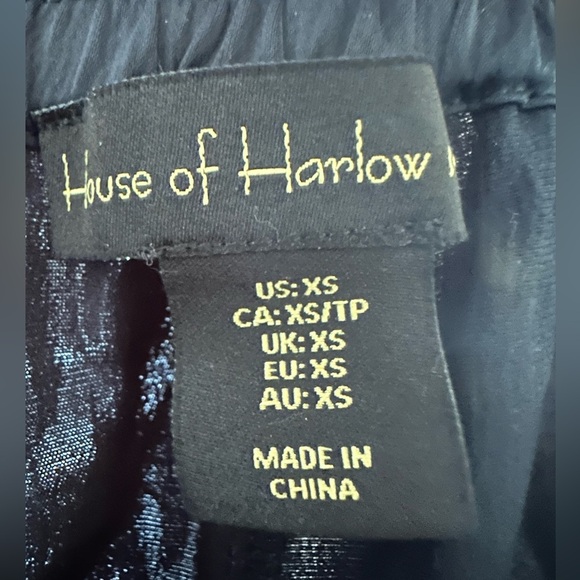 House of Harlow
US: XS
CA: XS/TP
UK: XS
EU: XS
AU: XS
MADE IN
CHINA